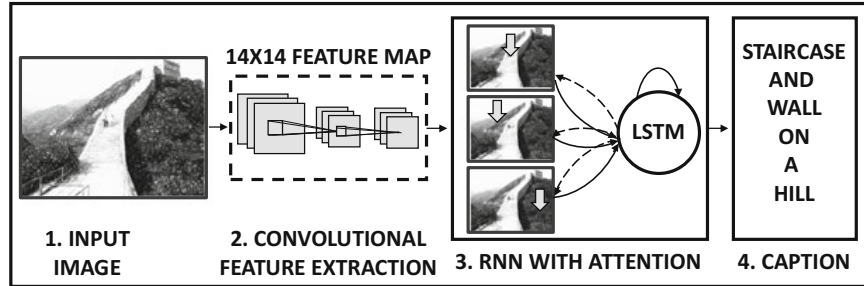 14X14 FEATURE MAP
1. INPUT
IMAGE
2. CONVOLUTIONAL
FEATURE EXTRACTION
LSTM
3. RNN WITH ATTENTION
STAIRCASE
AND
WALL
ON
A
HILL
4. CAPTION